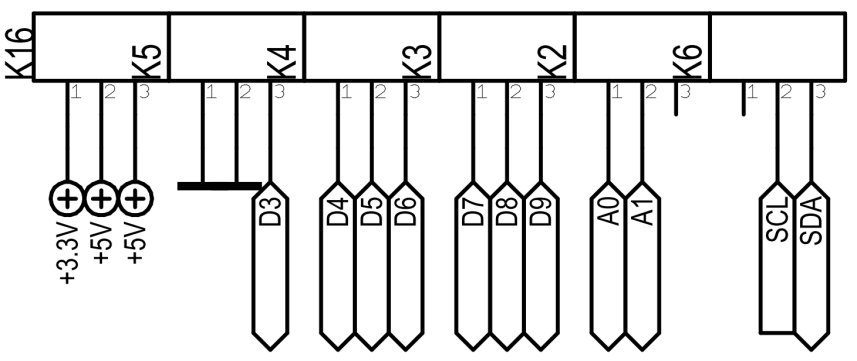 K16
K5
K4
K3
K2
K6
1 2 3
1 2 3
1 2 3
1 2 3
1 2 3
1 2 3
+3.3V
+5V
+5V
D3
D4
D5
D6
D7
D8
D9
A0
A1
SCL
SDA